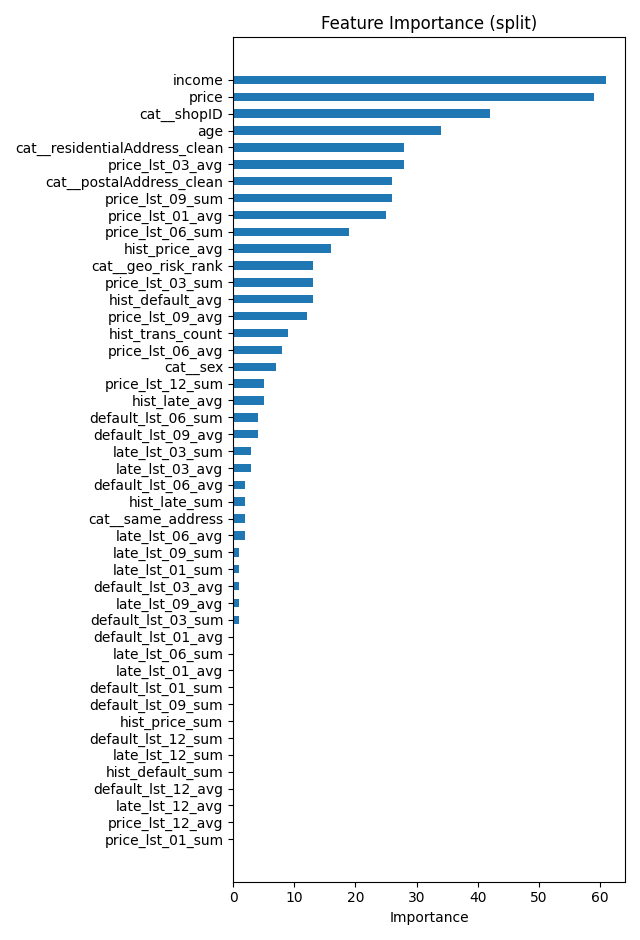 Feature Importance (split)
income
price
cat__shopID
age
cat__residentialAddress_clean
price_lst_03_avg
cat__postalAddress_clean
price_lst_09_sum
price_lst_01_avg
price_lst_06_sum
hist_price_avg
cat__geo_risk_rank
price_lst_03_sum
hist_default_avg
price_lst_09_avg
hist_trans_count
price_lst_06_avg
cat__sex
price_lst_12_sum
hist_late_avg
default_lst_06_sum
default_lst_09_avg
late_lst_03_sum
late_lst_03_avg
default_lst_06_avg
hist_late_sum
cat__same_address
late_lst_06_avg
late_lst_09_sum
late_lst_01_sum
default_lst_03_avg
late_lst_09_avg
default_lst_03_sum
default_lst_01_avg
late_lst_06_sum
late_lst_01_avg
default_lst_01_sum
default_lst_09_sum
hist_price_sum
default_lst_12_sum
late_lst_12_sum
hist_default_sum
default_lst_12_avg
late_lst_12_avg
price_lst_12_avg
price_lst_01_sum
0 10 20 30 40 50 60
Importance